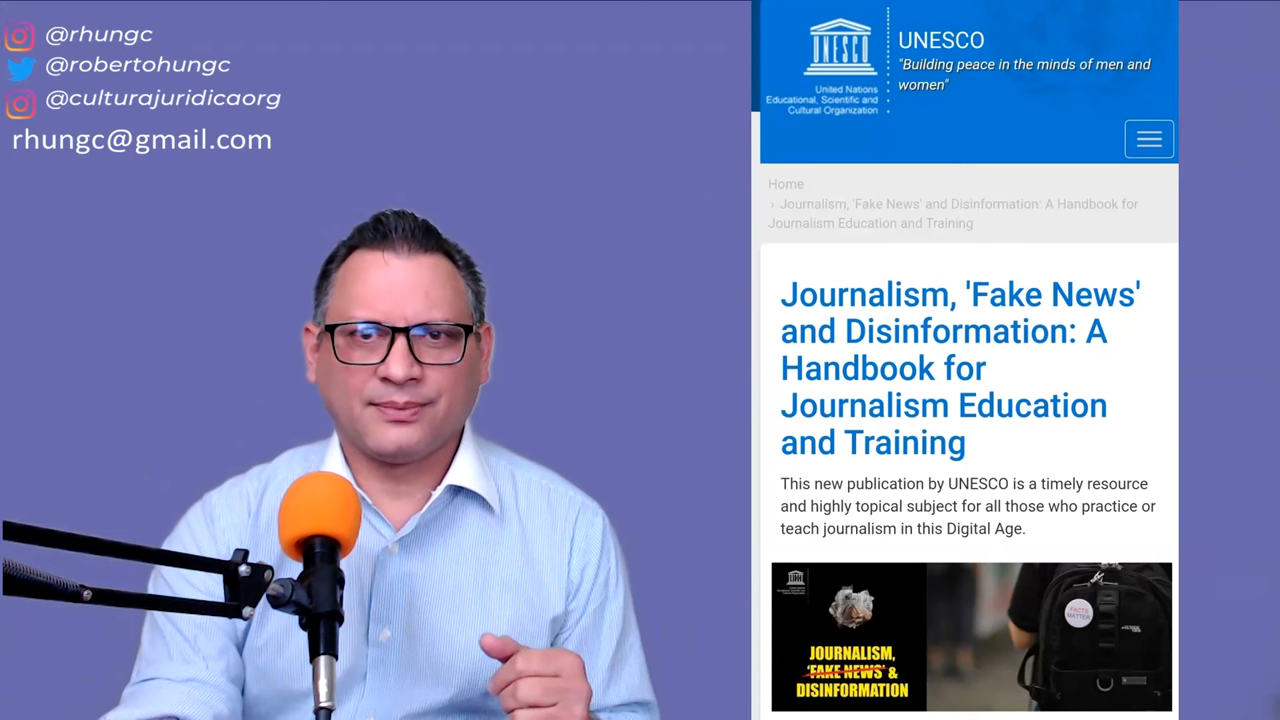 @rhungc
@robertohungc
@culturajuridicaorg
rhungc@gmail.com
UNESCO
United Nations
Educational, Scientific and
Cultural Organization
UNESCO
"Building peace in the minds of men and
women"
Home
› Journalism, 'Fake News' and Disinformation: A Handbook for
Journalism Education and Training
Journalism, 'Fake News'
and Disinformation: A
Handbook for
Journalism Education
and Training
This new publication by UNESCO is a timely resource
and highly topical subject for all those who practice or
teach journalism in this Digital Age.
JOURNALISM,
'FAKE NEWS' &
DISINFORMATION
FACTS
MATTER